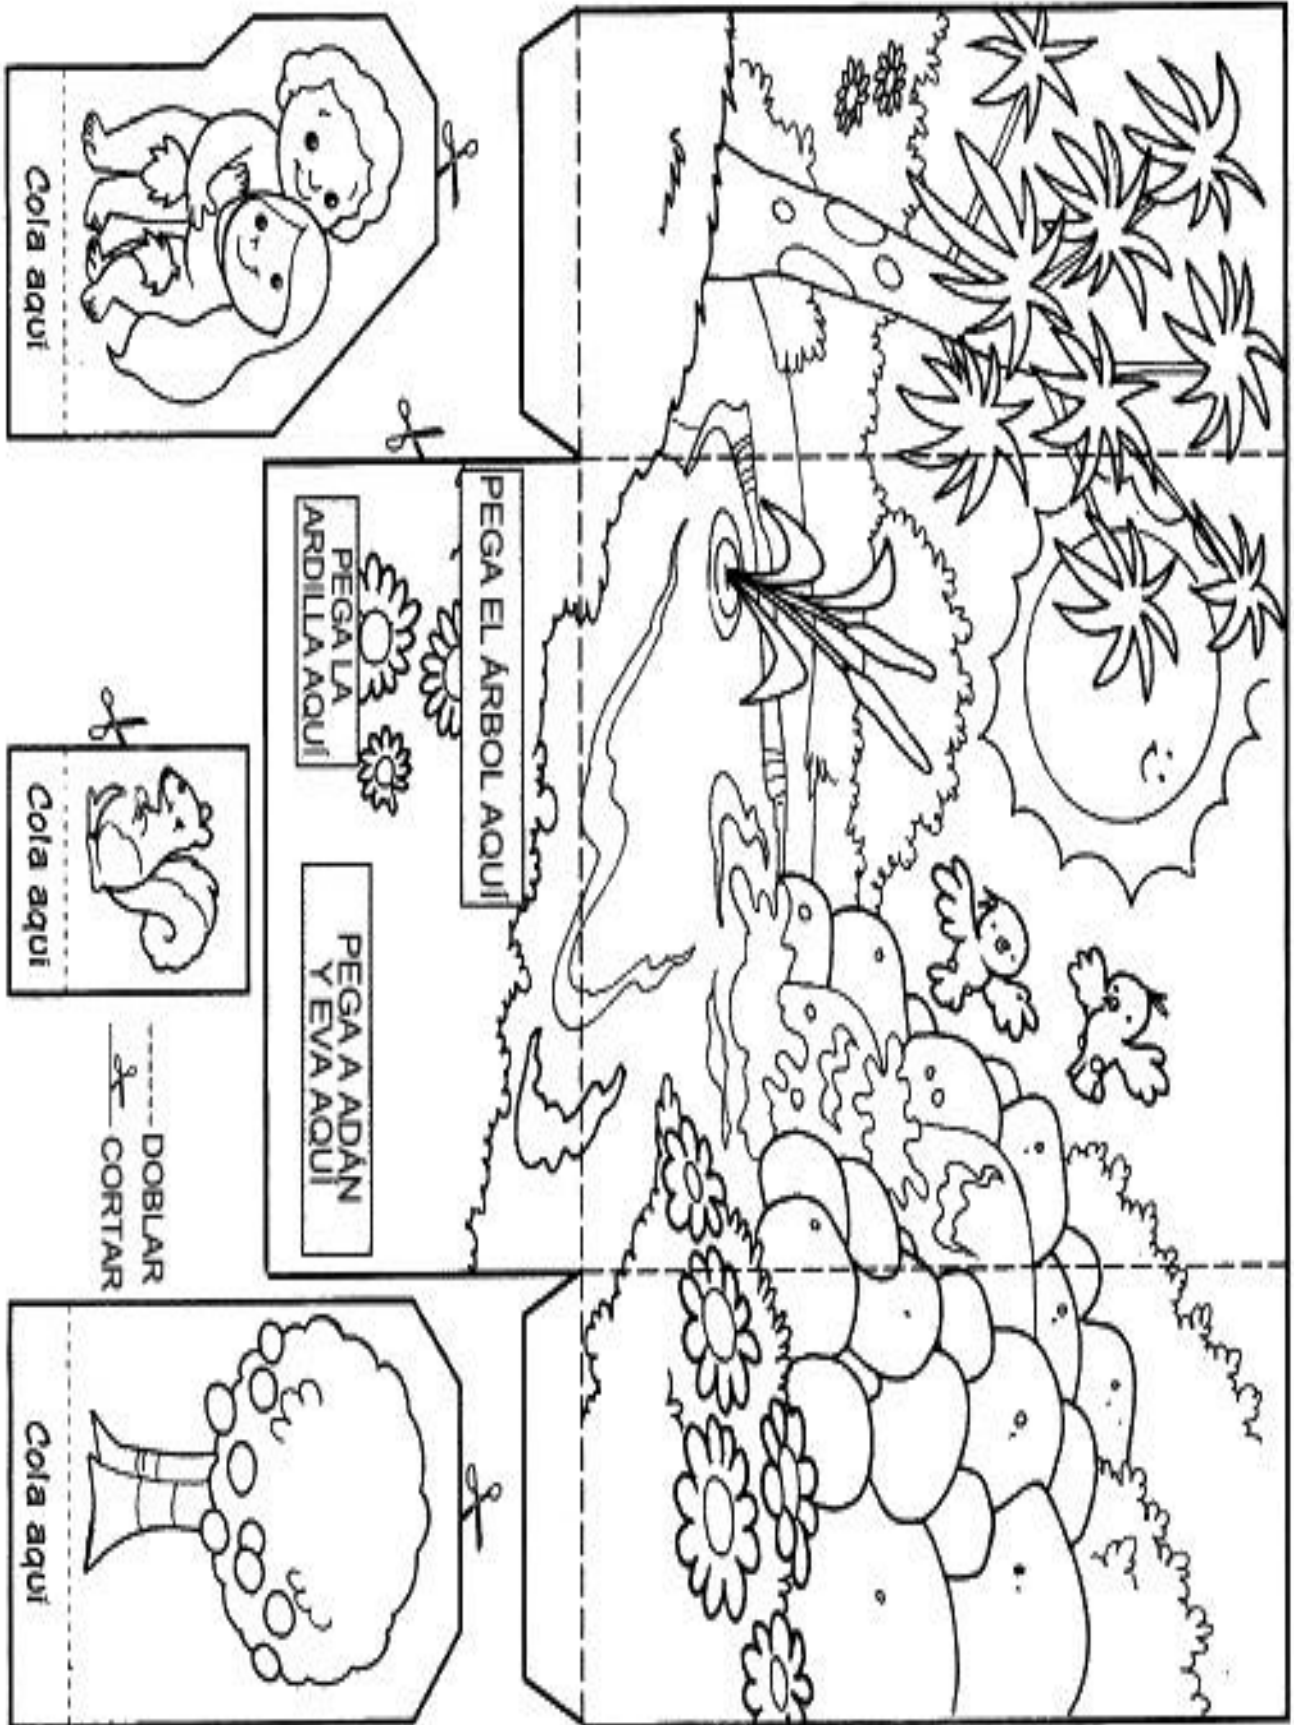 PEGA EL ÁRBOL AQUÍ
PEGA LA
ARDILLA AQUÍ
PEGA A ADÁN
Y EVA AQUÍ
Cola aquí
Cola aqui
DOBLAR
CORTAR
Cola aquí